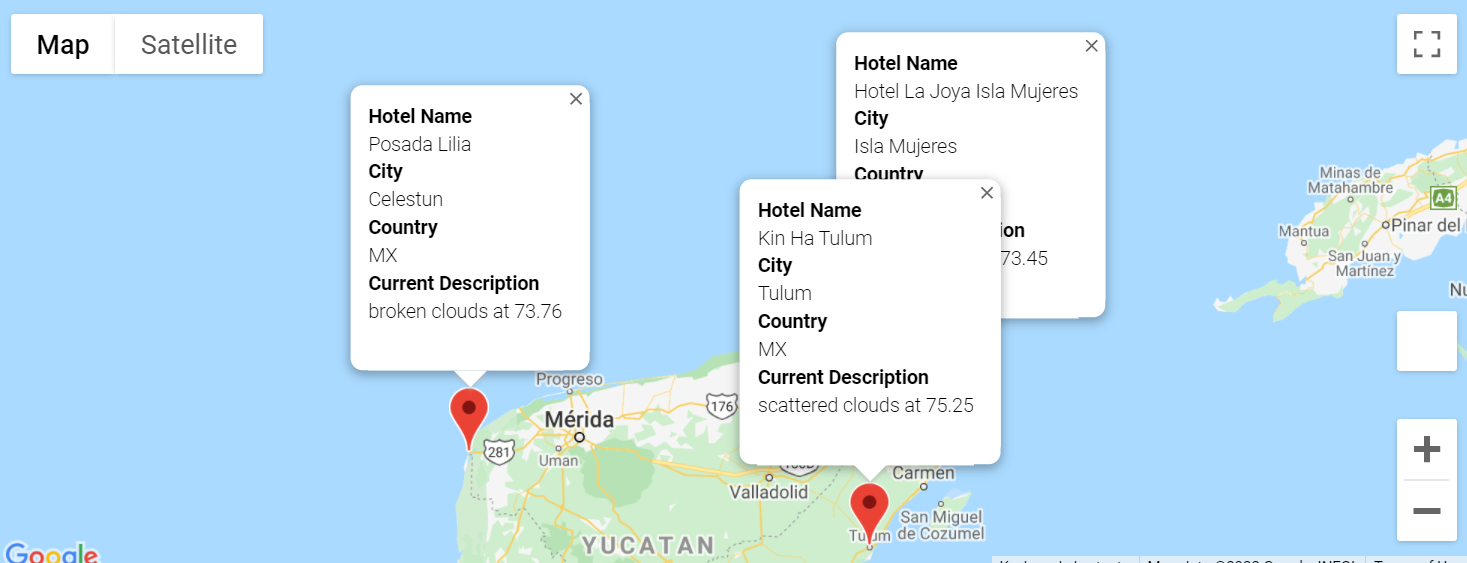 Map
Satellite
Hotel Name
Posada Lilia
City
Celestun
Country
MX
Current Description
broken clouds at 73.76
Hotel Name
Hotel La Joya Isla Mujeres
City
Isla Mujeres
Country
73.45
Hotel Name
Kin Ha Tulum
City
Tulum
Country
MX
Current Description
scattered clouds at 75.25
Minas de
Matahambre
A4
Pinar del
Mantua
San Juan y
Martínez
Progreso
Mérida
176
281
Uman
Valladolid
Carmen
San Miguel
de Cozumel
Tulum
YUCATAN
Google